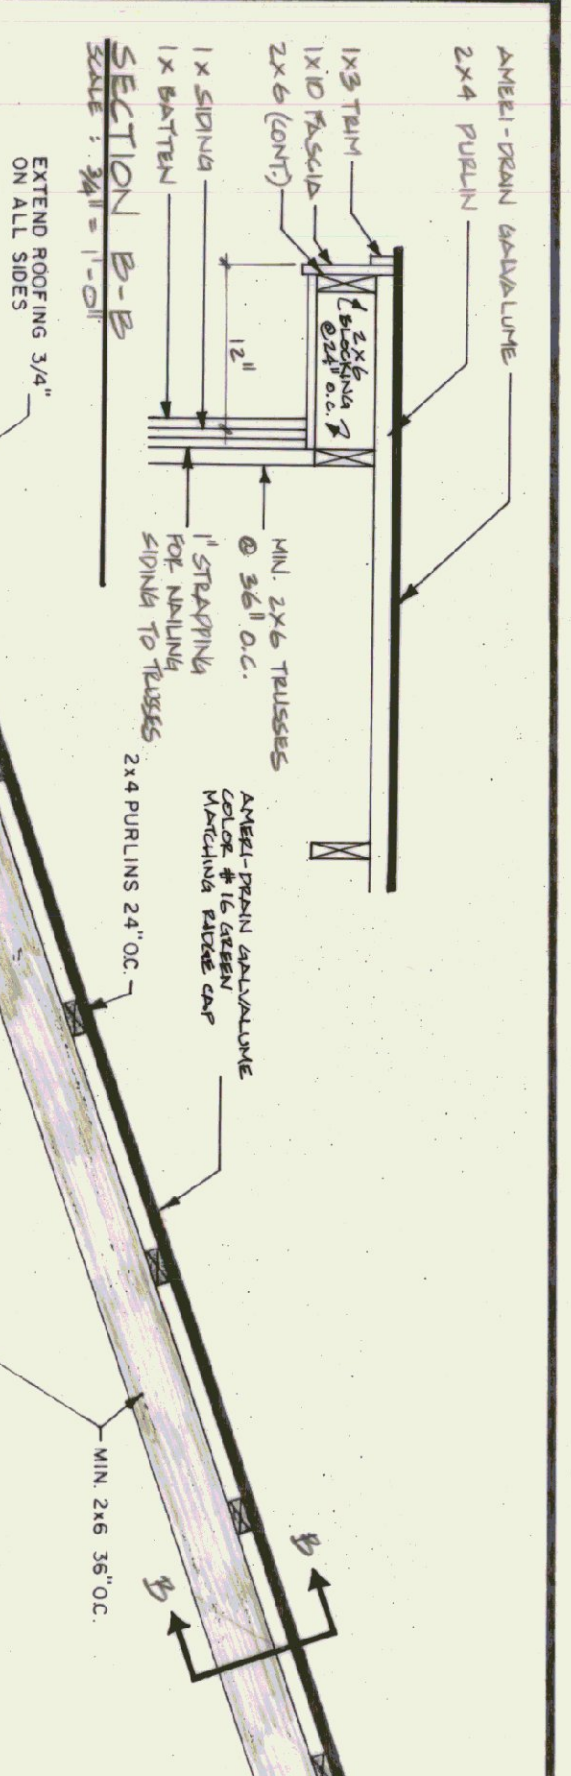 AMERI-DRAIN GALVALUME
2X4 PURLIN
1X3 TRIM
1X10 FASCIA
2X6 (CONT.)
2X6
BLOCKING
@ 24" O.C.
1X SIDING
1X BATTEN
12"
MIN. 2X6 TRUSSES
@ 36" O.C.
1" STRAPPING
FOR NAILING
SIDING TO TRUSSES
SECTION B-B
SCALE : 3/4" = 1'-0"
EXTEND ROOFING 3/4"
ON ALL SIDES
AMERI-DRAIN GALVALUME
COLOR #16 GREEN
MATCHING RIDGE CAP
2x4 PURLINS 24" O.C.
B
B
MIN. 2x6 36" O.C.